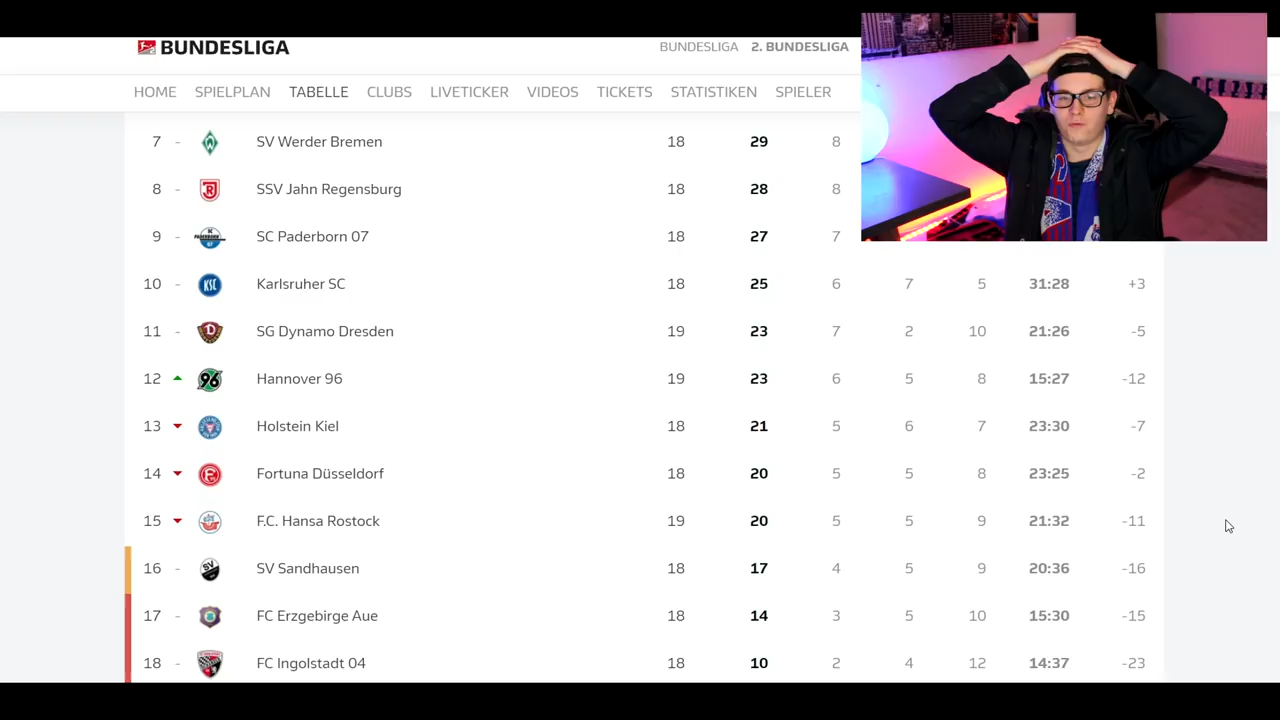 BUNDESLIGA
BUNDESLIGA 2. BUNDESLIGA
HOME SPIELPLAN TABELLE CLUBS LIVETICKER VIDEOS TICKETS STATISTIKEN SPIELER
7 - SV Werder Bremen 18 29 8
8 - SSV Jahn Regensburg 18 28 8
9 - SC Paderborn 07 18 27 7
10 - KSC Karlsruher SC 18 25 6 7 5 31:28 +3
11 - D SG Dynamo Dresden 19 23 7 2 10 21:26 -5
12 96 Hannover 96 19 23 6 5 8 15:27 -12
13 Holstein Kiel 18 21 5 6 7 23:30 -7
14 Fortuna Düsseldorf 18 20 5 5 8 23:25 -2
15 F.C. Hansa Rostock 19 20 5 5 9 21:32 -11
16 - SV SV Sandhausen 18 17 4 5 9 20:36 -16
17 - FC Erzgebirge Aue 18 14 3 5 10 15:30 -15
18 - FC Ingolstadt 04 18 10 2 4 12 14:37 -23